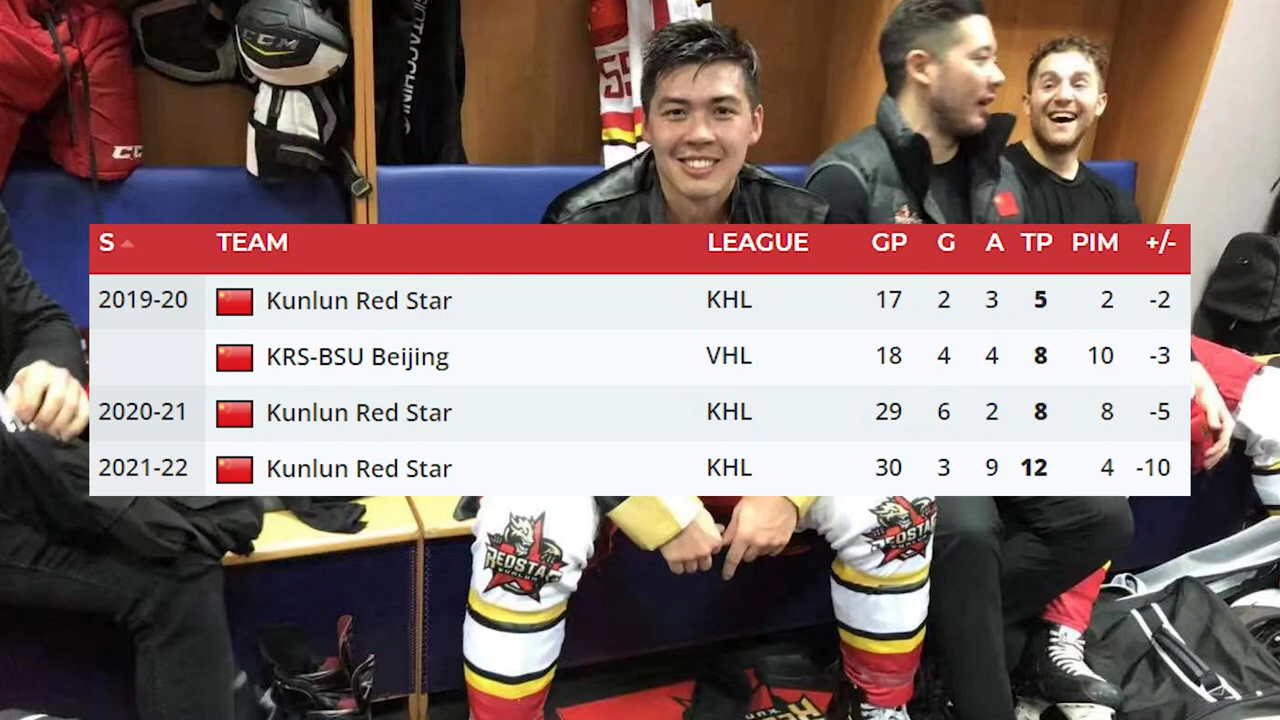 CCM
55
CC
S TEAM LEAGUE GP G A TP PIM +/-
2019-20 Kunlun Red Star KHL 17 2 3 5 2 -2
KRS-BSU Beijing VHL 18 4 4 8 10 -3
2020-21 Kunlun Red Star KHL 29 6 2 8 8 -5
2021-22 Kunlun Red Star KHL 30 3 9 12 4 -10
REDSTAR
REDSTAR